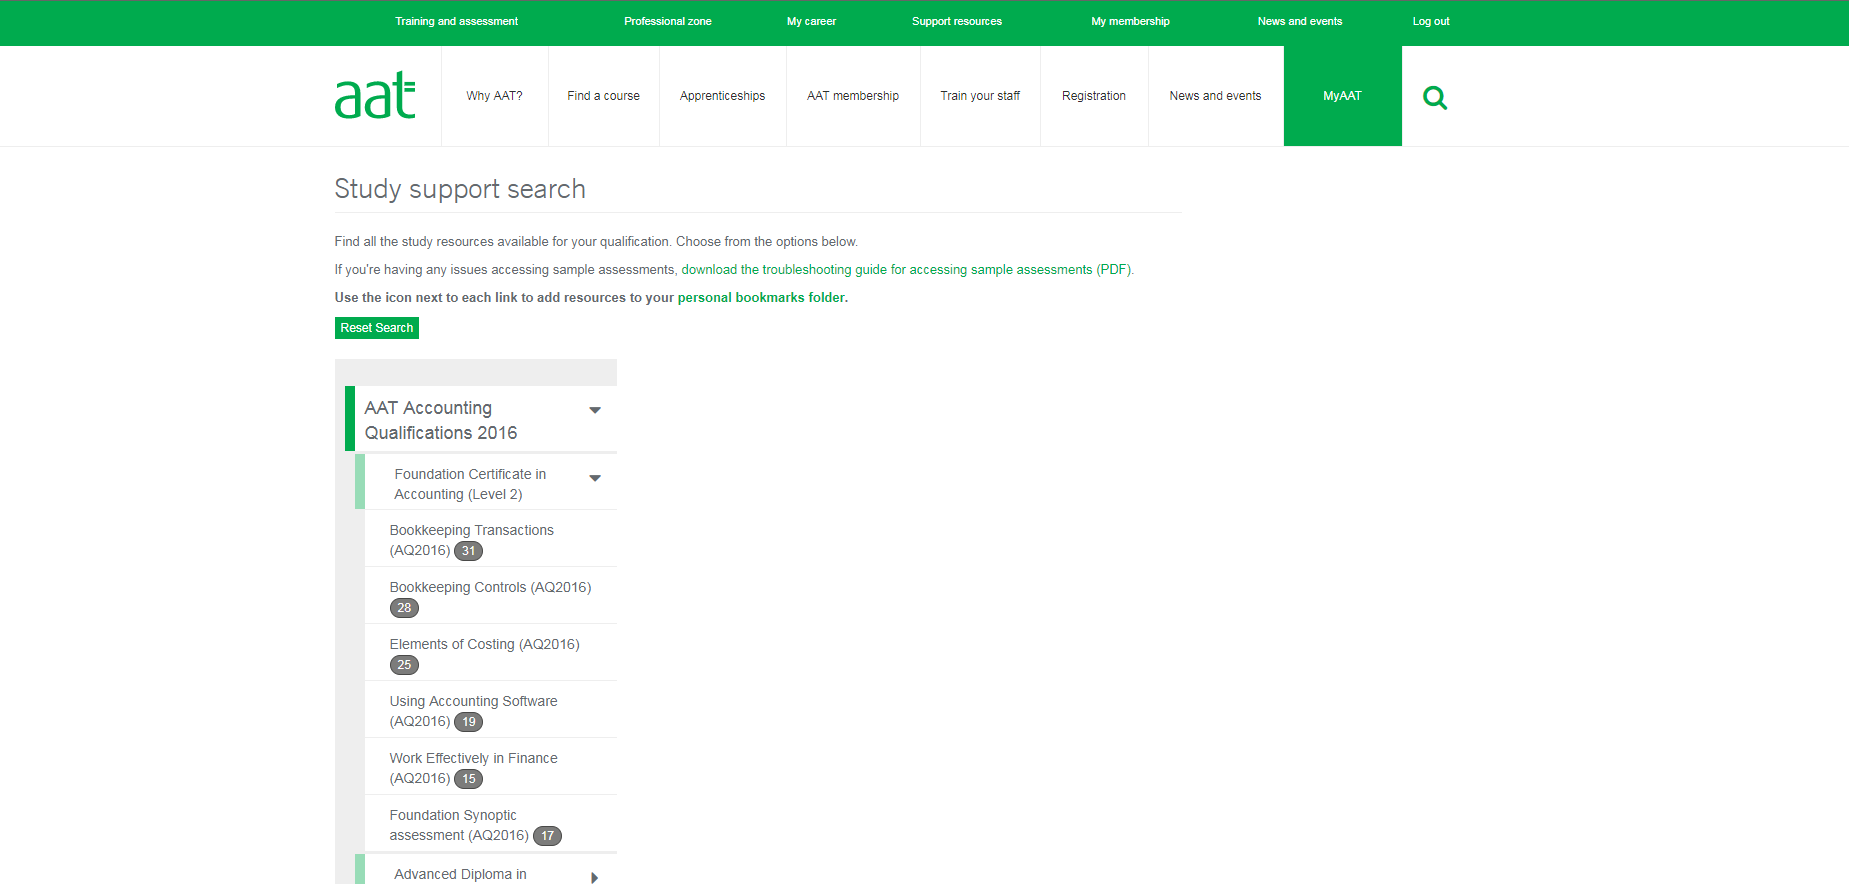 Training and assessment Professional zone My career Support resources My membership News and events Log out
aat Why AAT? Find a course Apprenticeships AAT membership Train your staff Registration News and events MyAAT
Study support search
Find all the study resources available for your qualification. Choose from the options below.
If you're having any issues accessing sample assessments, download the troubleshooting guide for accessing sample assessments (PDF).
Use the icon next to each link to add resources to your personal bookmarks folder.
Reset Search
AAT Accounting
Qualifications 2016
Foundation Certificate in
Accounting (Level 2)
Bookkeeping Transactions
(AQ2016) 31
Bookkeeping Controls (AQ2016)
28
Elements of Costing (AQ2016)
25
Using Accounting Software
(AQ2016) 19
Work Effectively in Finance
(AQ2016) 15
Foundation Synoptic
assessment (AQ2016) 17
Advanced Diploma in